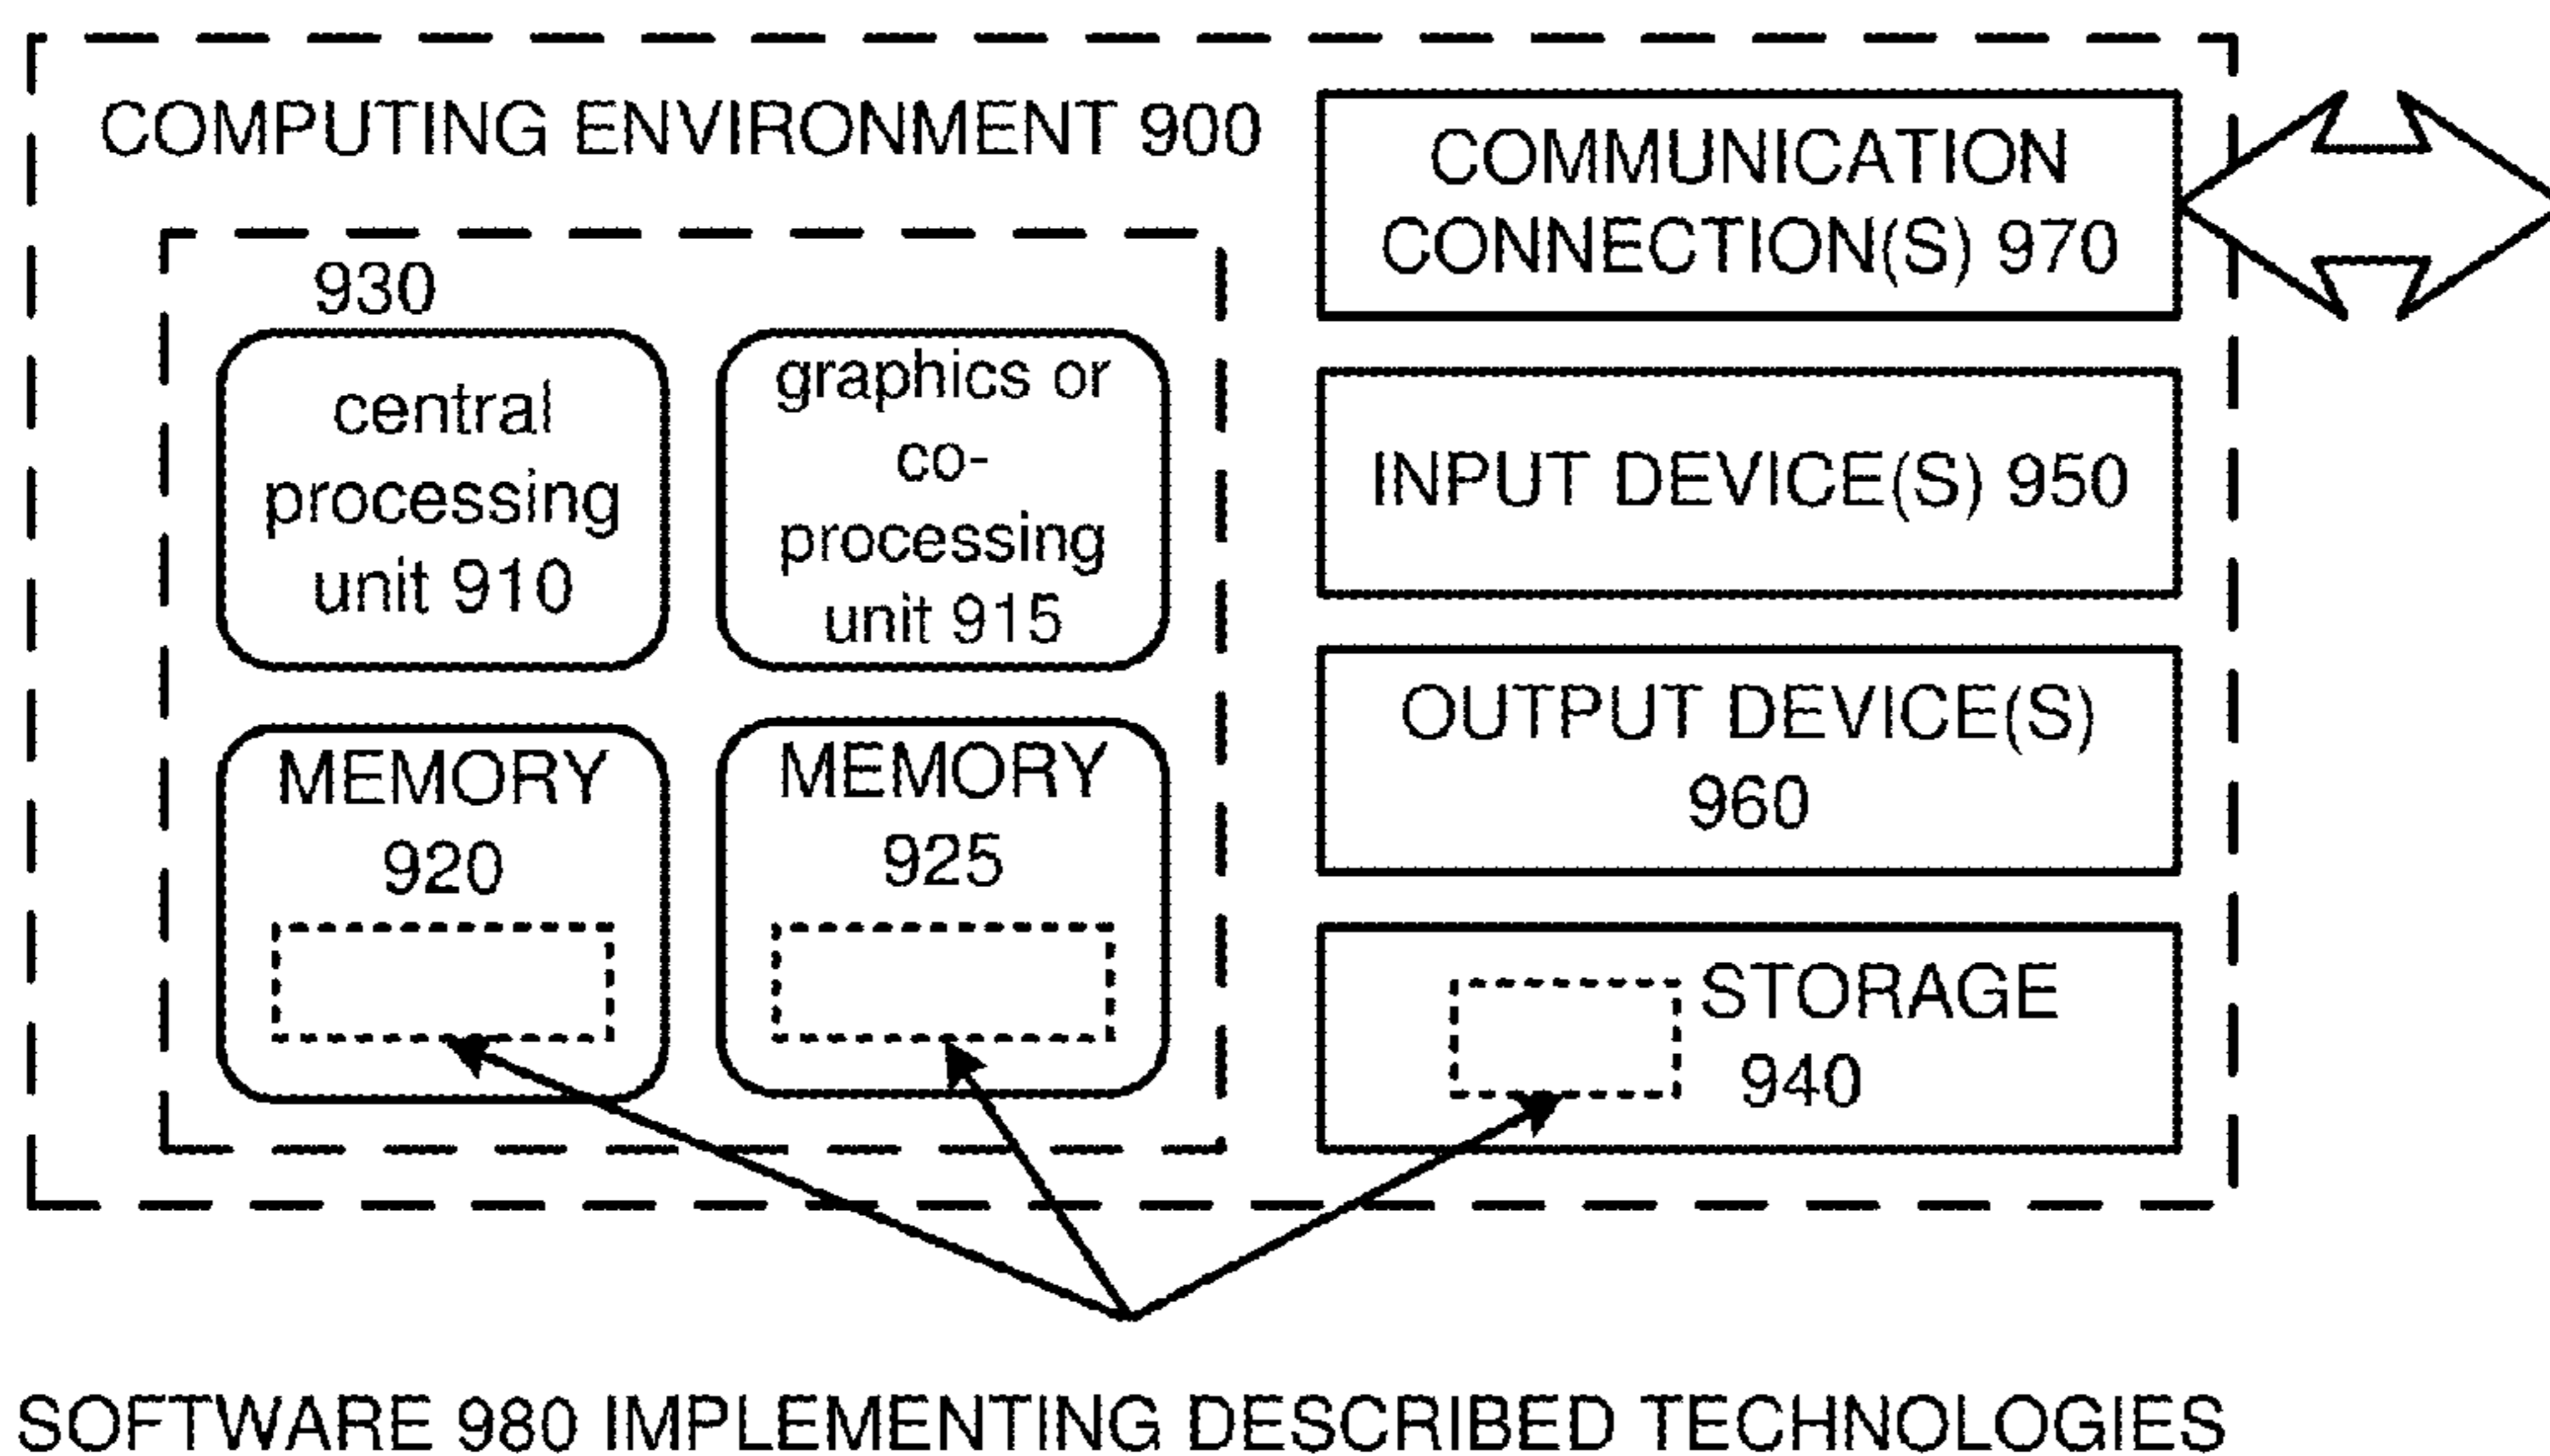 COMPUTING ENVIRONMENT 900
930
central
processing
unit 910
graphics or
co-
processing
unit 915
MEMORY
920
MEMORY
925
COMMUNICATION
CONNECTION(S) 970
INPUT DEVICE(S) 950
OUTPUT DEVICE(S)
960
STORAGE
940
SOFTWARE 980 IMPLEMENTING DESCRIBED TECHNOLOGIES